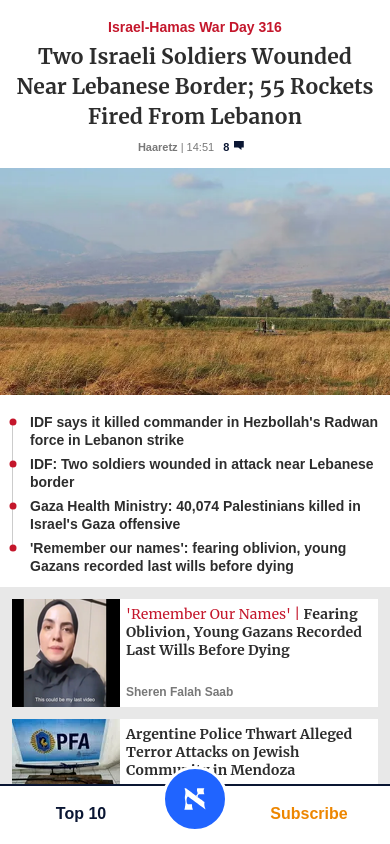 Israel-Hamas War Day 316
Two Israeli Soldiers Wounded
Near Lebanese Border; 55 Rockets
Fired From Lebanon
Haaretz | 14:51 8
IDF says it killed commander in Hezbollah's Radwan
force in Lebanon strike
IDF: Two soldiers wounded in attack near Lebanese
border
Gaza Health Ministry: 40,074 Palestinians killed in
Israel's Gaza offensive
'Remember our names': fearing oblivion, young
Gazans recorded last wills before dying
'Remember Our Names' | Fearing
Oblivion, Young Gazans Recorded
Last Wills Before Dying
Sheren Falah Saab
This could be my last video
PFA
Argentine Police Thwart Alleged
Terror Attacks on Jewish
Community in Mendoza
Top 10
Subscribe